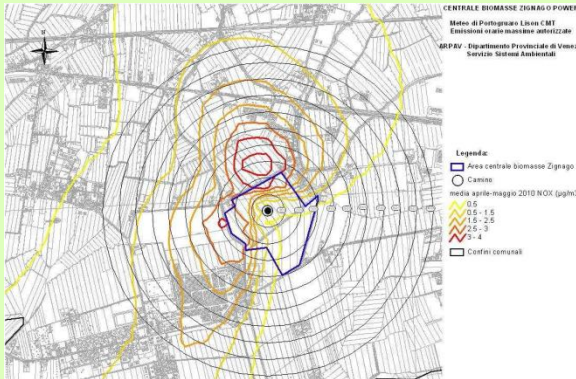 CENTRALE BIOMASSE ZIGNAGO POWER
Meteo di Portogruaro Lison CMT
Emissioni orarie massime autorizzate
ARPAV - Dipartimento Provinciale di Venezia
Servizio Sistemi Ambientali
Legenda:
Area centrale biomasse Zignago
Camino
media aprile-maggio 2010 NOX (µg/m3
0.5
0.5 - 1.5
1.5 - 2.5
2.5 - 3
3 - 4
Confini comunali